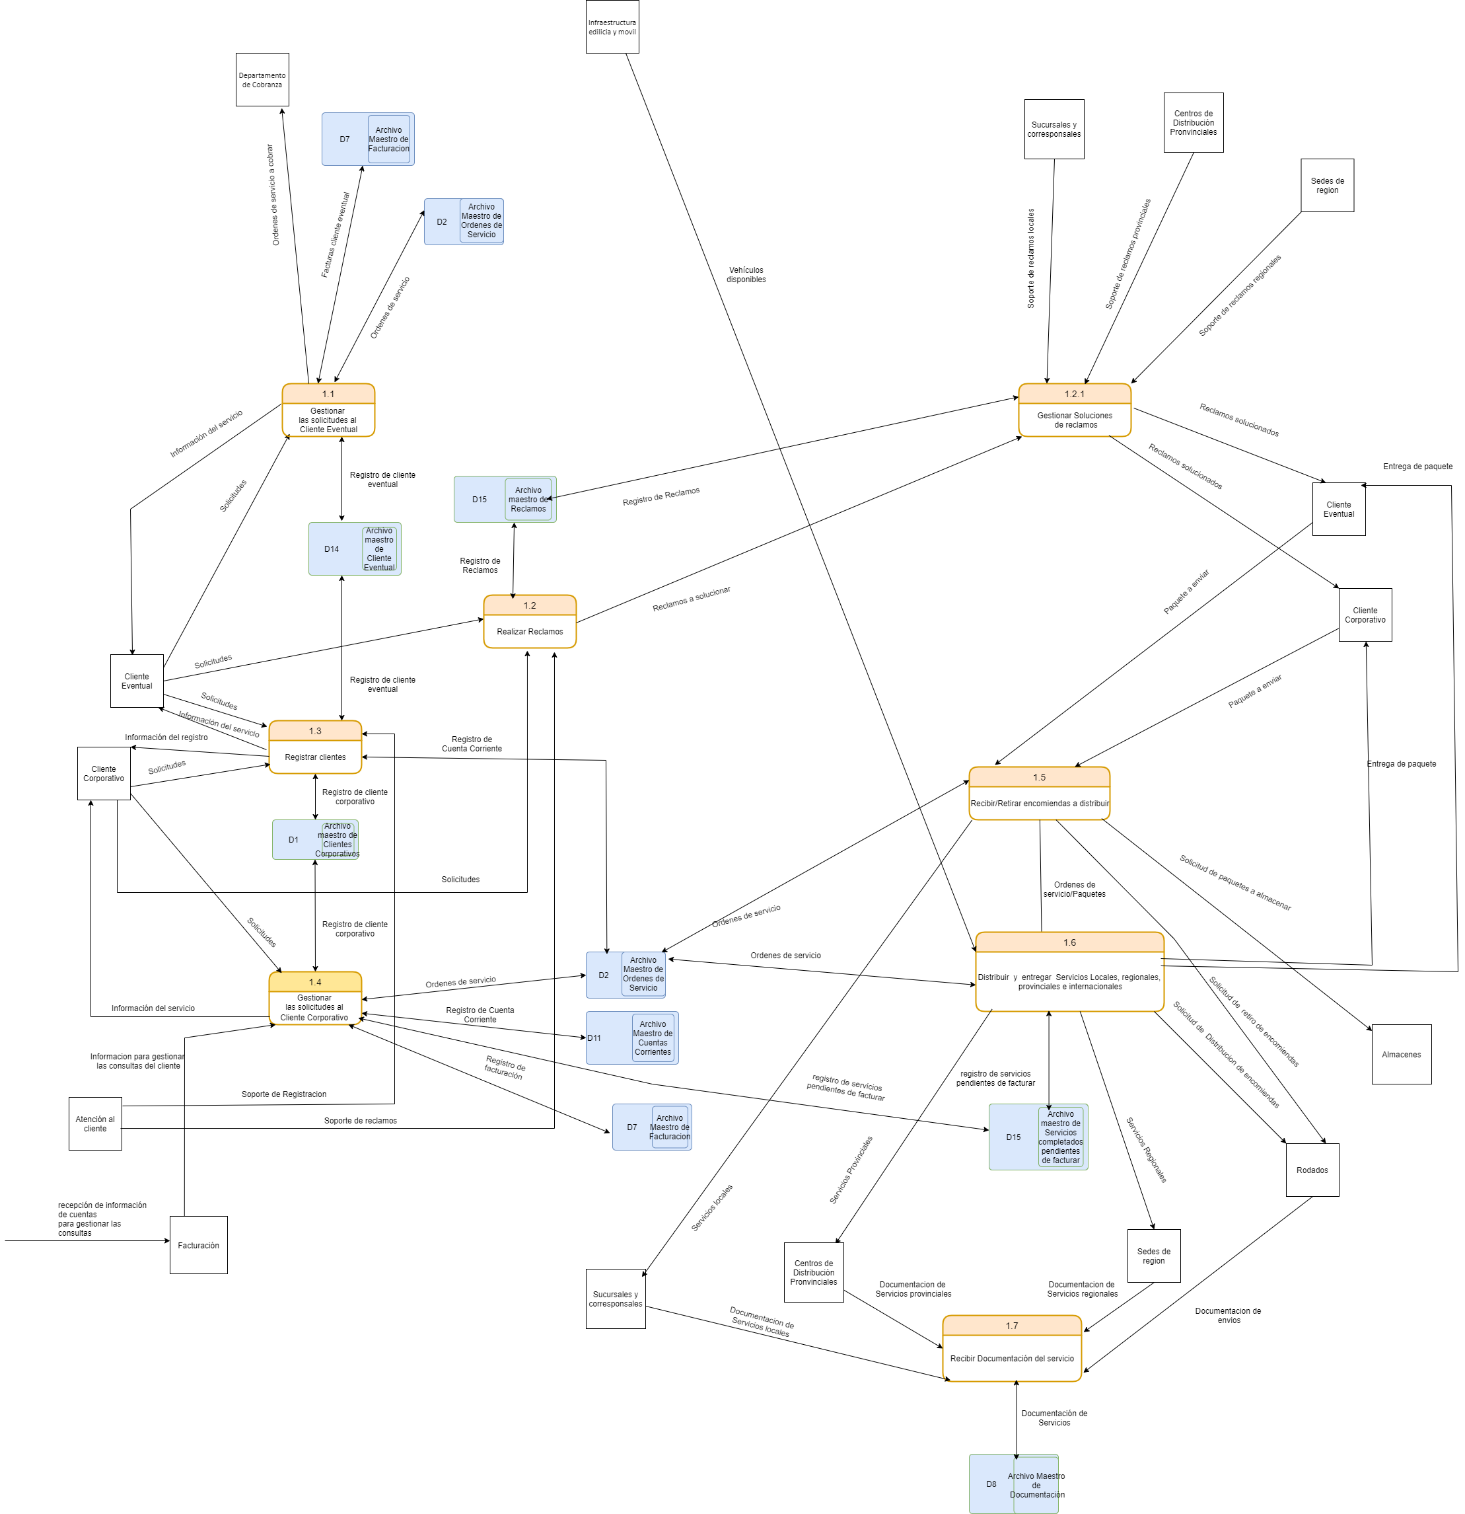 Infraestructura
edilicia y movil
Departamento
de Cobranza
D7
Archivo
Maestro de
Facturacion
Sucursales y
corresponsales
Centros de
Distribución
Pronvinciales
Sedes de
region
D2
Archivo
Maestro de
Ordenes de
Servicio
Ordenes de servicio a cobrar
Facturas cliente eventual
Ordenes de servicio
Vehículos
disponibles
Soporte de reclamos locales
Soporte de reclamos provinciales
Soporte de reclamos regionales
1.1
Gestionar
las solicitudes al
Cliente Eventual
1.2.1
Gestionar Soluciones
de reclamos
Información del servicio
Solicitudes
Registro de cliente
eventual
Reclamos solucionados
Reclamos solucionados
Entrega de paquete
D15
Archivo
maestro de
Reclamos
Registro de Reclamos
Cliente
Eventual
D14
Archivo
maestro
de
Cliente
Eventual
Registro de
Reclamos
Reclamos a solucionar
Paquete a enviar
1.2
Realizar Reclamos
Cliente
Corporativo
Solicitudes
Cliente
Eventual
Registro de cliente
eventual
Paquete a enviar
Solicitudes
Información del servicio
1.3
Registrar clientes
Información del registro
Registro de
Cuenta Corriente
Cliente
Corporativo
Solicitudes
Entrega de paquete
1.5
Recibir/Retirar encomiendas a distribuir
Registro de cliente
corporativo
D1
Archivo
maestro de
Clientes
Corporativos
Solicitudes
Ordenes de
servicio/Paquetes
Solicitud de paquetes a almacenar
Solicitudes
Registro de cliente
corporativo
Ordenes de servicio
Ordenes de servicio
1.6
Distribuir y entregar Servicios Locales, regionales,
provinciales e internacionales
D2
Archivo
Maestro de
Ordenes de
Servicio
1.4
Gestionar
las solicitudes al
Cliente Corporativo
Ordenes de servicio
Información del servicio
Registro de Cuenta
Corriente
D11
Archivo
Maestro de
Cuentas
Corrientes
Solicitud de retiro de encomiendas
Solicitud de Distribucion de encomiendas
Almacenes
Informacion para gestionar
las consultas del cliente
Registro de
facturación
registro de servicios
pendientes de facturar
registro de servicios
pendientes de facturar
Soporte de Registracion
Atención al
cliente
Soporte de reclamos
D7
Archivo
Maestro de
Facturacion
D15
Archivo
maestro de
Servicios
completados
pendientes
de facturar
Servicios Provinciales
Servicios Regionales
Rodados
Servicios locales
recepción de información
de cuentas
para gestionar las
consultas
Facturación
Centros de
Distribución
Pronvinciales
Sedes de
region
Sucursales y
corresponsales
Documentacion de
Servicios provinciales
Documentacion de
Servicios regionales
Documentacion de
Servicios locales
Documentacion de
envios
1.7
Recibir Documentación del servicio
Documentación de
Servicios
D8
Archivo Maestro
de
Documentación